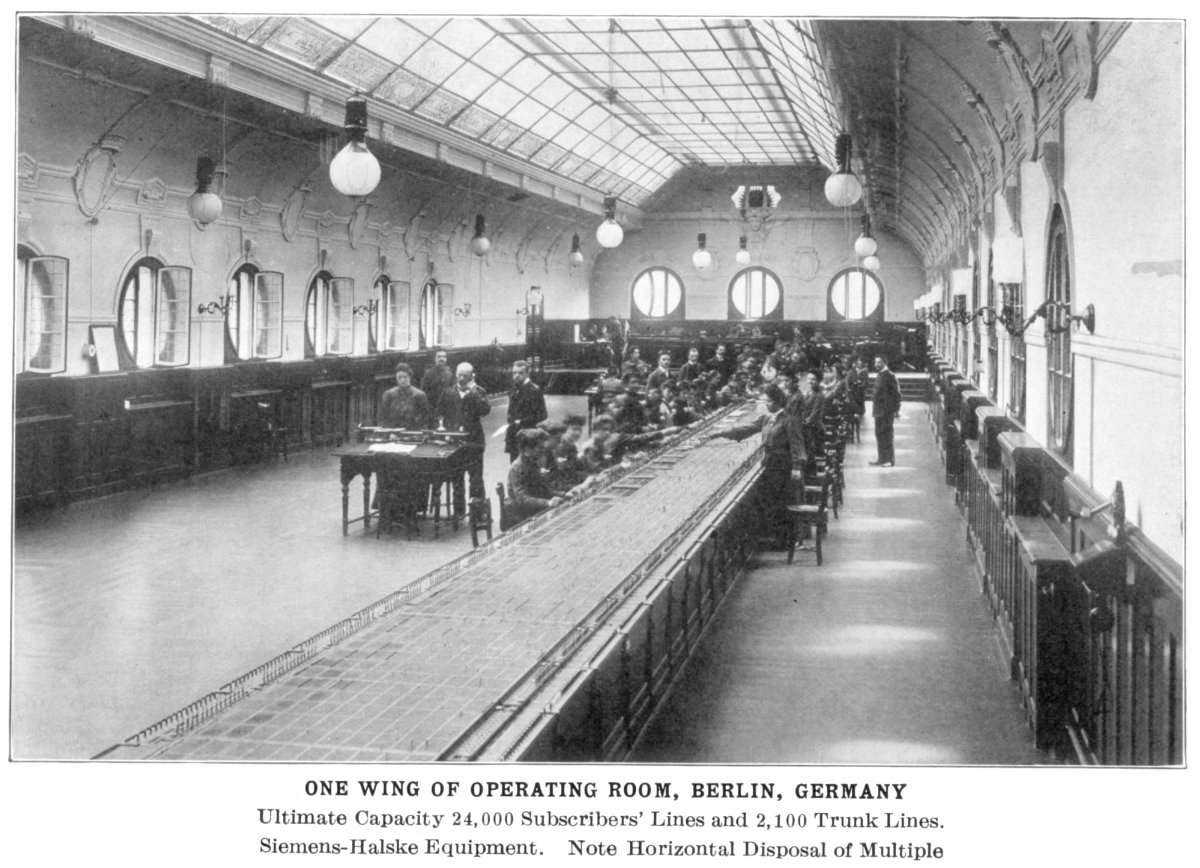 ONE WING OF OPERATING ROOM, BERLIN, GERMANY
Ultimate Capacity 24,000 Subscribers' Lines and 2,100 Trunk Lines.
Siemens-Halske Equipment. Note Horizontal Disposal of Multiple